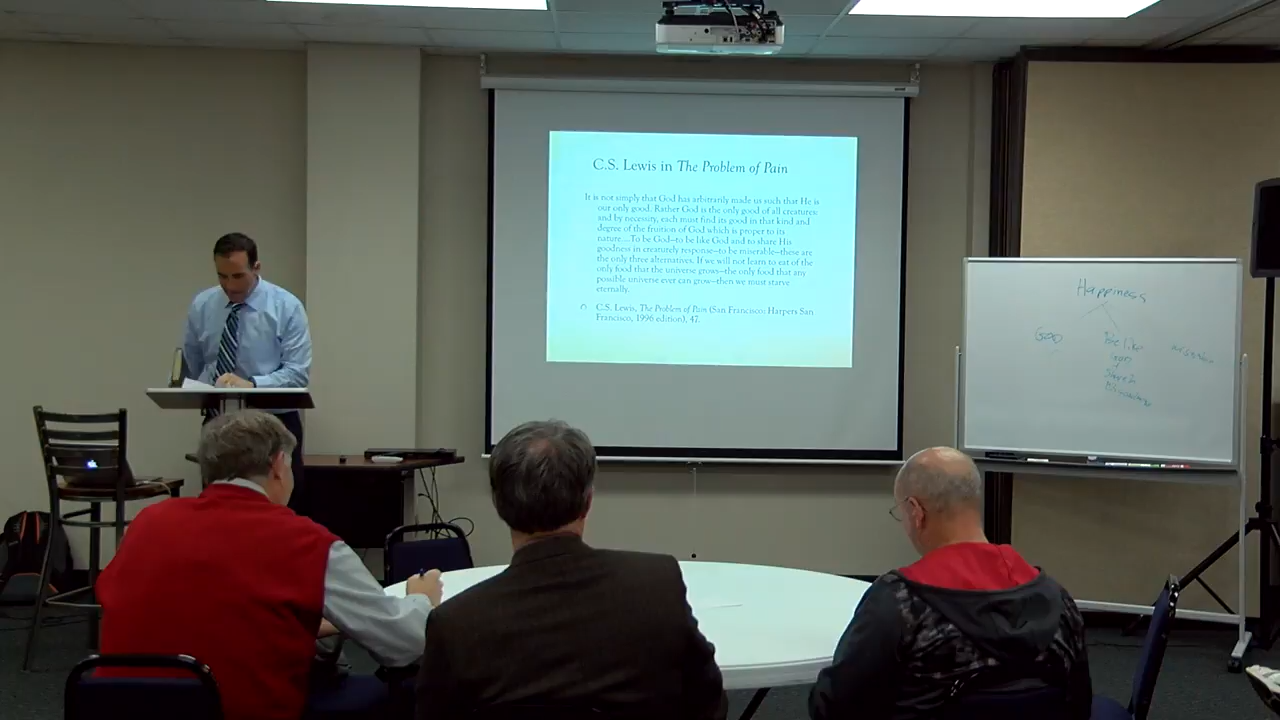 C.S. Lewis in The Problem of Pain
It is not simply that God has arbitrarily made us such that He is
our only good. Rather God is the only good of all creatures:
and by necessity, each must find its good in that kind and
degree of the fruition of God which is proper to its
nature....To be God—to be like God and to share His
goodness in creaturely response—to be miserable—these are
the only three alternatives. If we will not learn to eat of the
only food that the universe grows—the only food that any
possible universe ever can grow—then we must starve
eternally.
C.S. Lewis, The Problem of Pain (San Francisco: Harpers San
Francisco, 1996 edition), 47.
Happiness
GOD
Be like
GOD